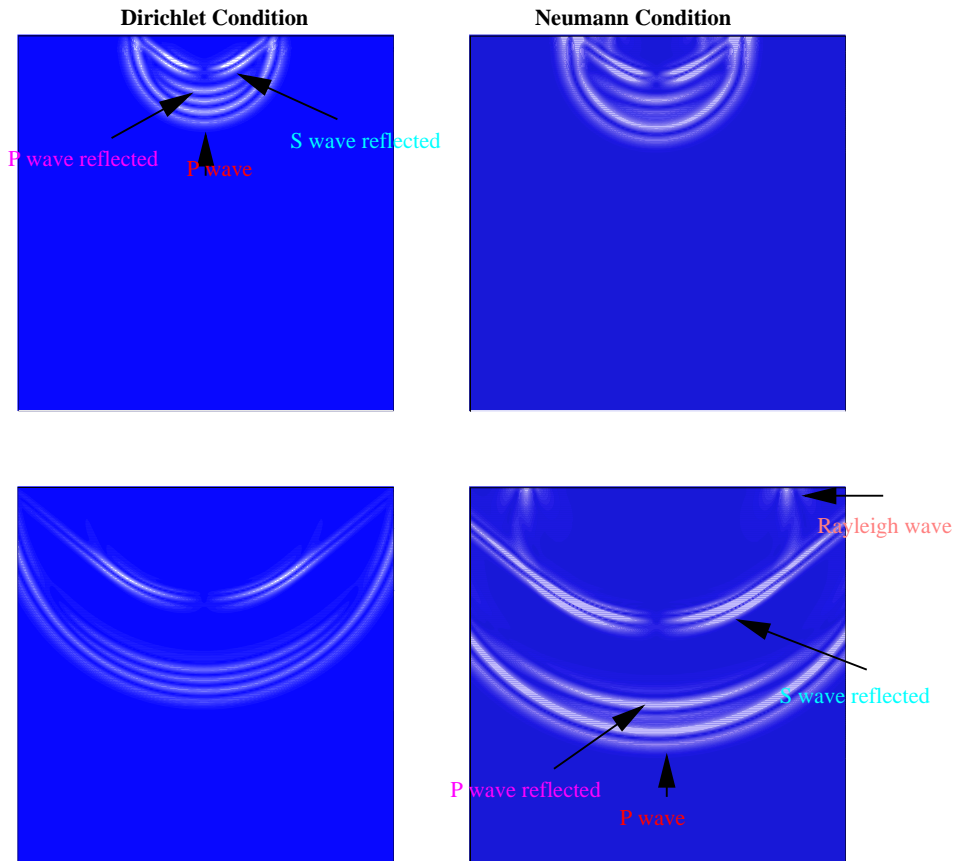 Dirichlet Condition
Neumann Condition
S wave reflected
P wave reflected
P wave
Rayleigh wave
S wave reflected
P wave reflected
P wave